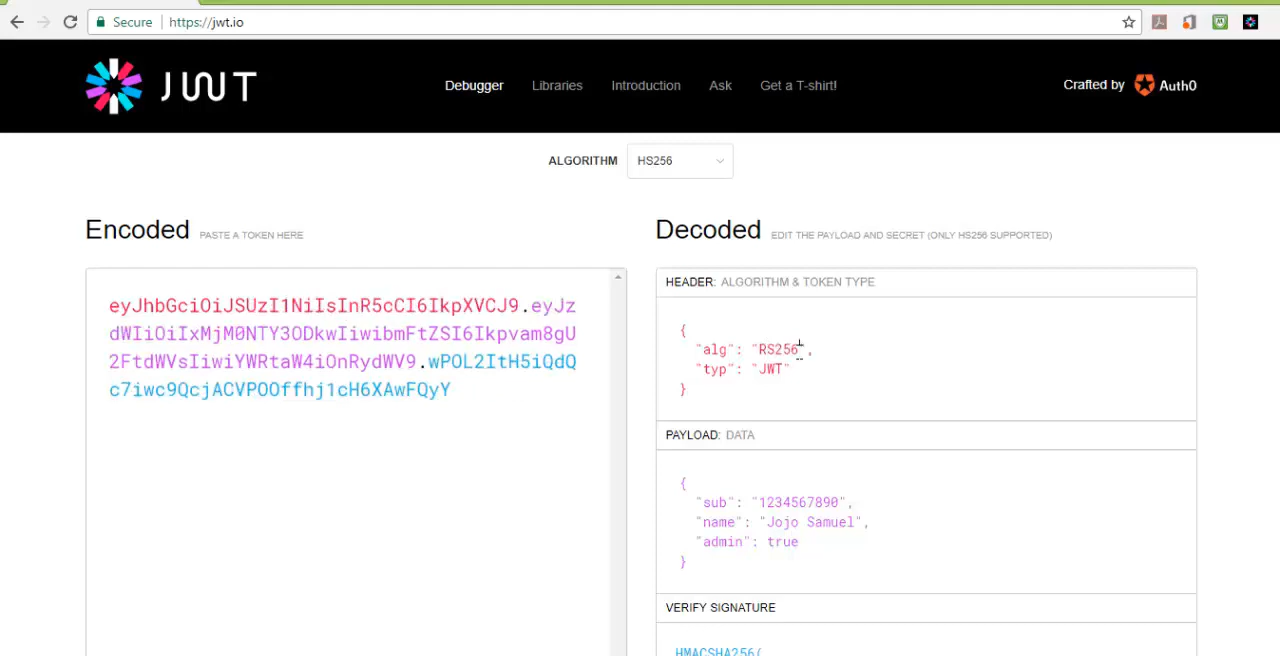 Secure https://jwt.io
JWT
Debugger Libraries Introduction Ask Get a T-shirt! Crafted by Auth0
ALGORITHM HS256
Encoded PASTE A TOKEN HERE
eyJhbGciOiJSUzI1NiIsInR5cCI6IkpXVCJ9.eyJz
dWIiOiIxMjM0NTY3ODkwIiwibmFtZSI6Ikpvam8gU
2FtdWVsIiwiYWRtaW4iOnRydWV9.wPOL2ItH5iQdQ
c7iwc9QcjACVPOOffhj1cH6XAwFQyY
Decoded EDIT THE PAYLOAD AND SECRET (ONLY HS256 SUPPORTED)
HEADER: ALGORITHM & TOKEN TYPE
{
"alg": "RS256",
"typ": "JWT"
}
PAYLOAD: DATA
{
"sub": "1234567890",
"name": "Jojo Samuel",
"admin": true
}
VERIFY SIGNATURE
HMACSHA256(